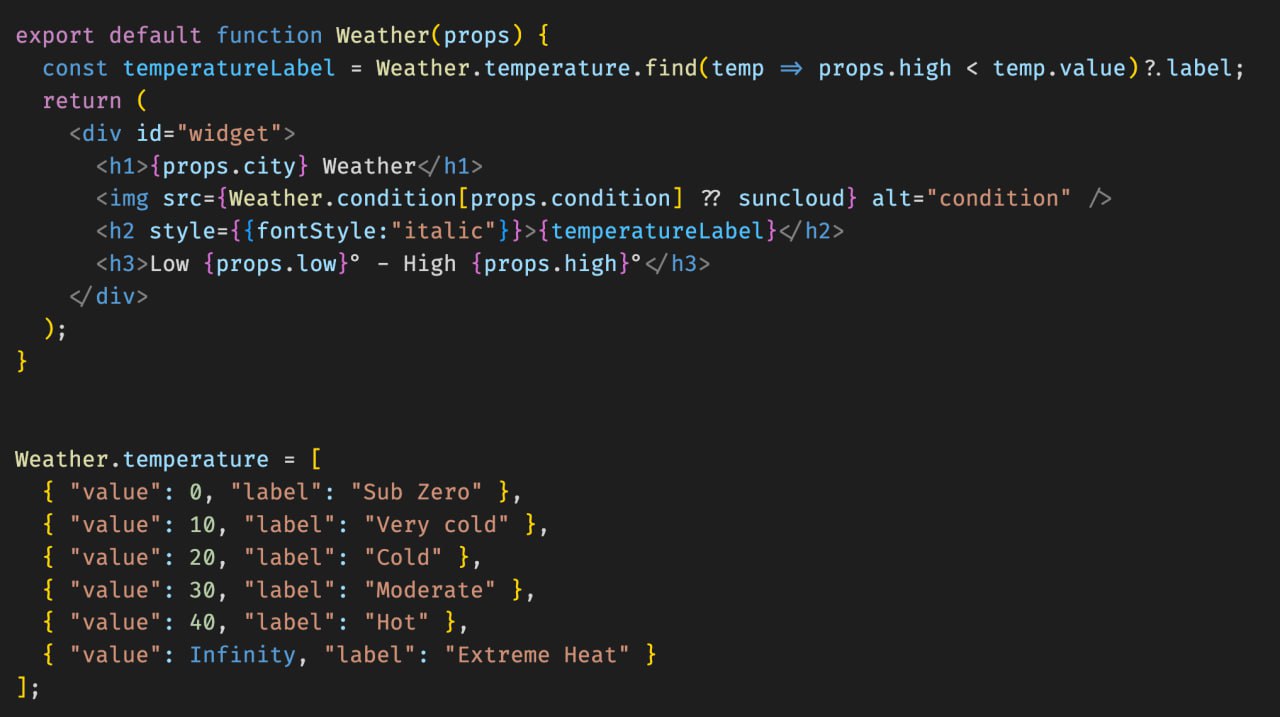 export default function Weather(props) {
  const temperatureLabel = Weather.temperature.find(temp => props.high < temp.value)?.label;
  return (
    <div id="widget">
      <h1>{props.city} Weather</h1>
      <img src={Weather.condition[props.condition] ?? suncloud} alt="condition" />
      <h2 style={{fontStyle:"italic"}}>{temperatureLabel}</h2>
      <h3>Low {props.low}° - High {props.high}°</h3>
    </div>
  );
}
Weather.temperature = [
  { "value": 0, "label": "Sub Zero" },
  { "value": 10, "label": "Very cold" },
  { "value": 20, "label": "Cold" },
  { "value": 30, "label": "Moderate" },
  { "value": 40, "label": "Hot" },
  { "value": Infinity, "label": "Extreme Heat" }
];